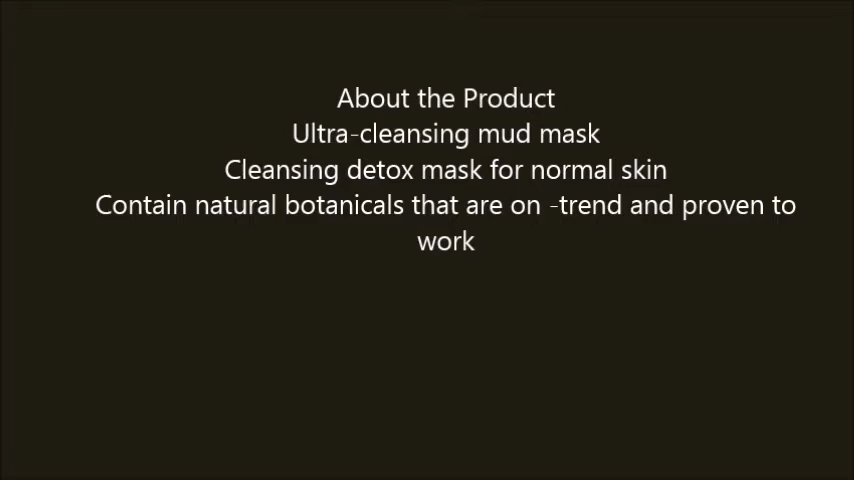 About the Product
Ultra-cleansing mud mask
Cleansing detox mask for normal skin
Contain natural botanicals that are on -trend and proven to
work